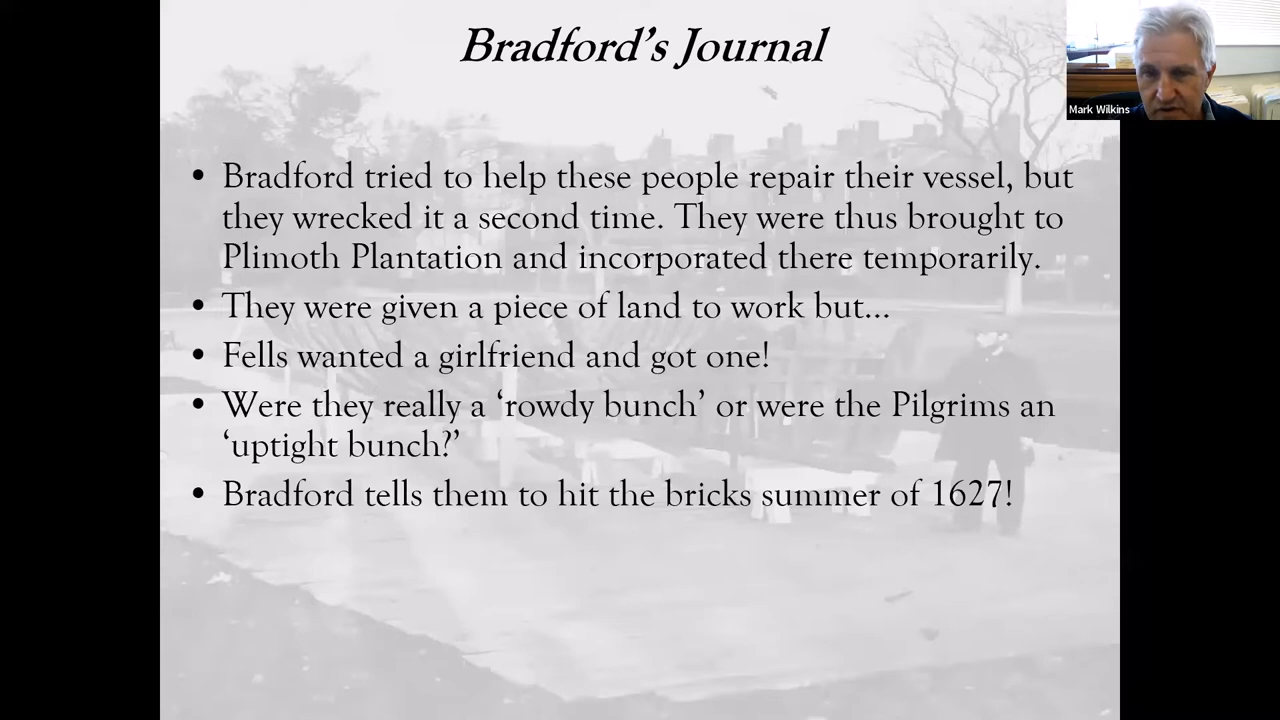 Bradford's Journal
Mark Wilkins
• Bradford tried to help these people repair their vessel, but
they wrecked it a second time. They were thus brought to
Plimoth Plantation and incorporated there temporarily.
• They were given a piece of land to work but...
• Fells wanted a girlfriend and got one!
• Were they really a ‘rowdy bunch’ or were the Pilgrims an
‘uptight bunch?’
• Bradford tells them to hit the bricks summer of 1627!